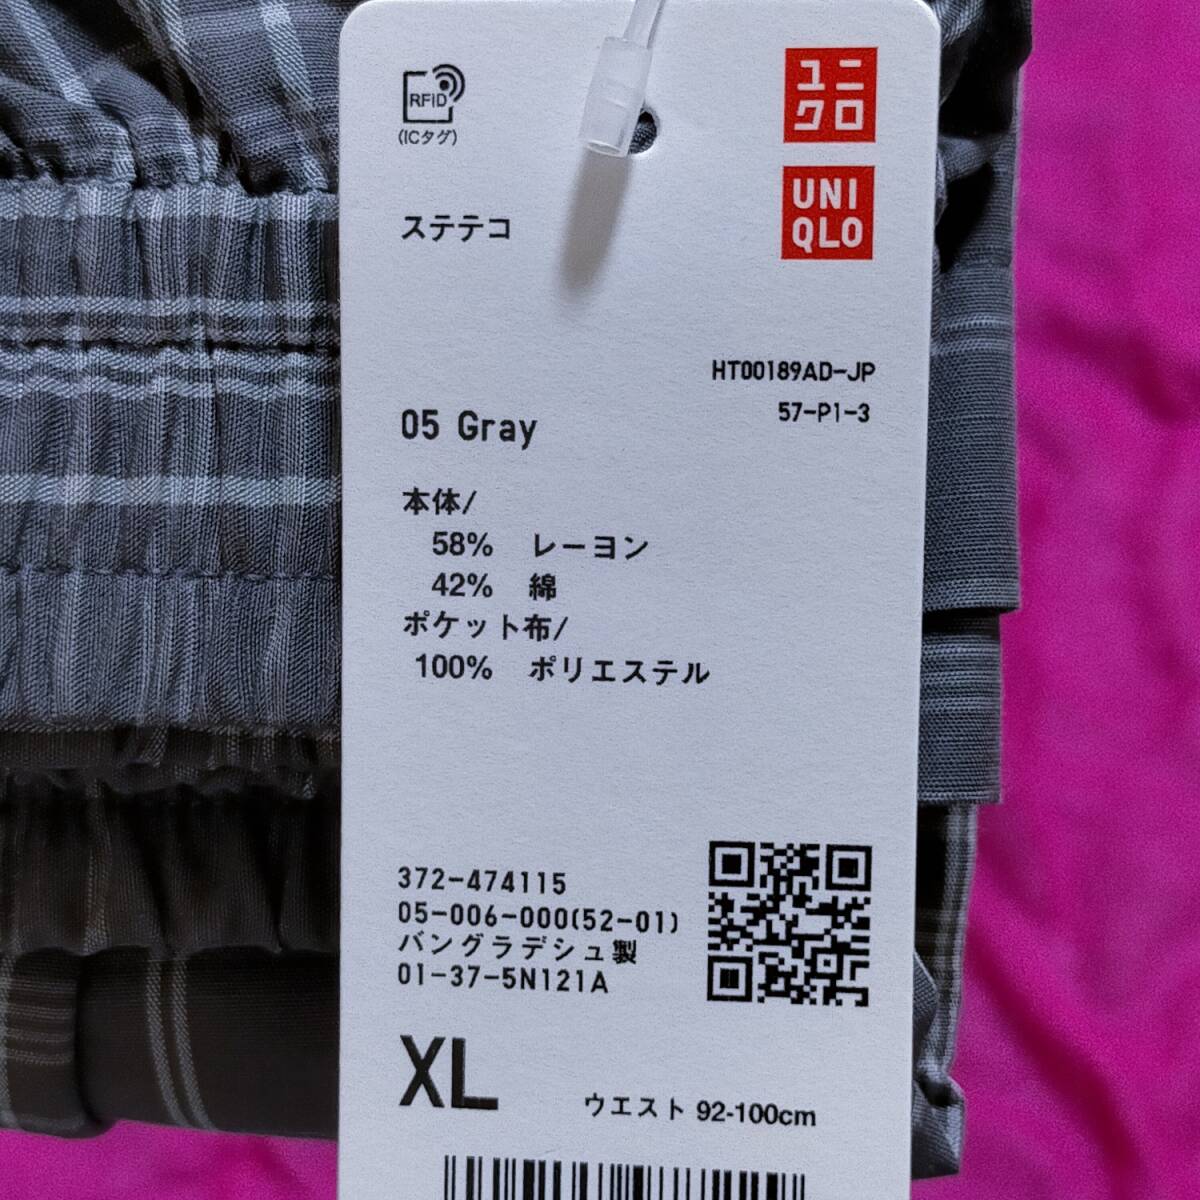 RFID
(ICタグ)
ユニ
クロ
UNI
QLO
ステテコ
HT00189AD-JP
57-P1-3
05 Gray
本体/
58% レーヨン
42% 綿
ポケット布/
100% ポリエステル
372-474115
05-006-000(52-01)
バングラデシュ製
01-37-5N121A
XL
ウエスト 92-100cm